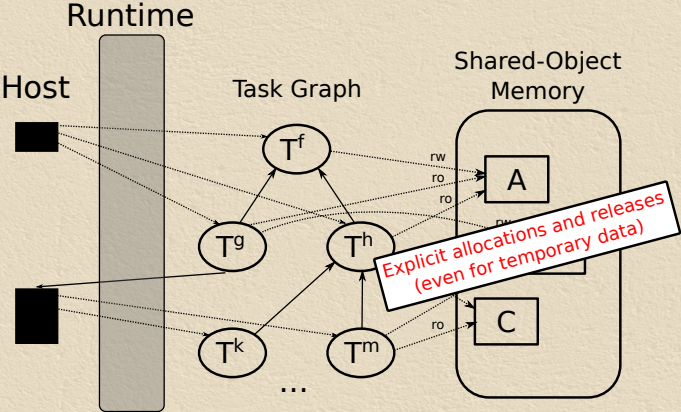 Runtime
Host
Task Graph
Shared-Object
Memory
T^f
rw
ro
A
ro
T^g
T^h
rw
Explicit allocations and releases
(even for temporary data)
C
ro
T^k
T^m
...